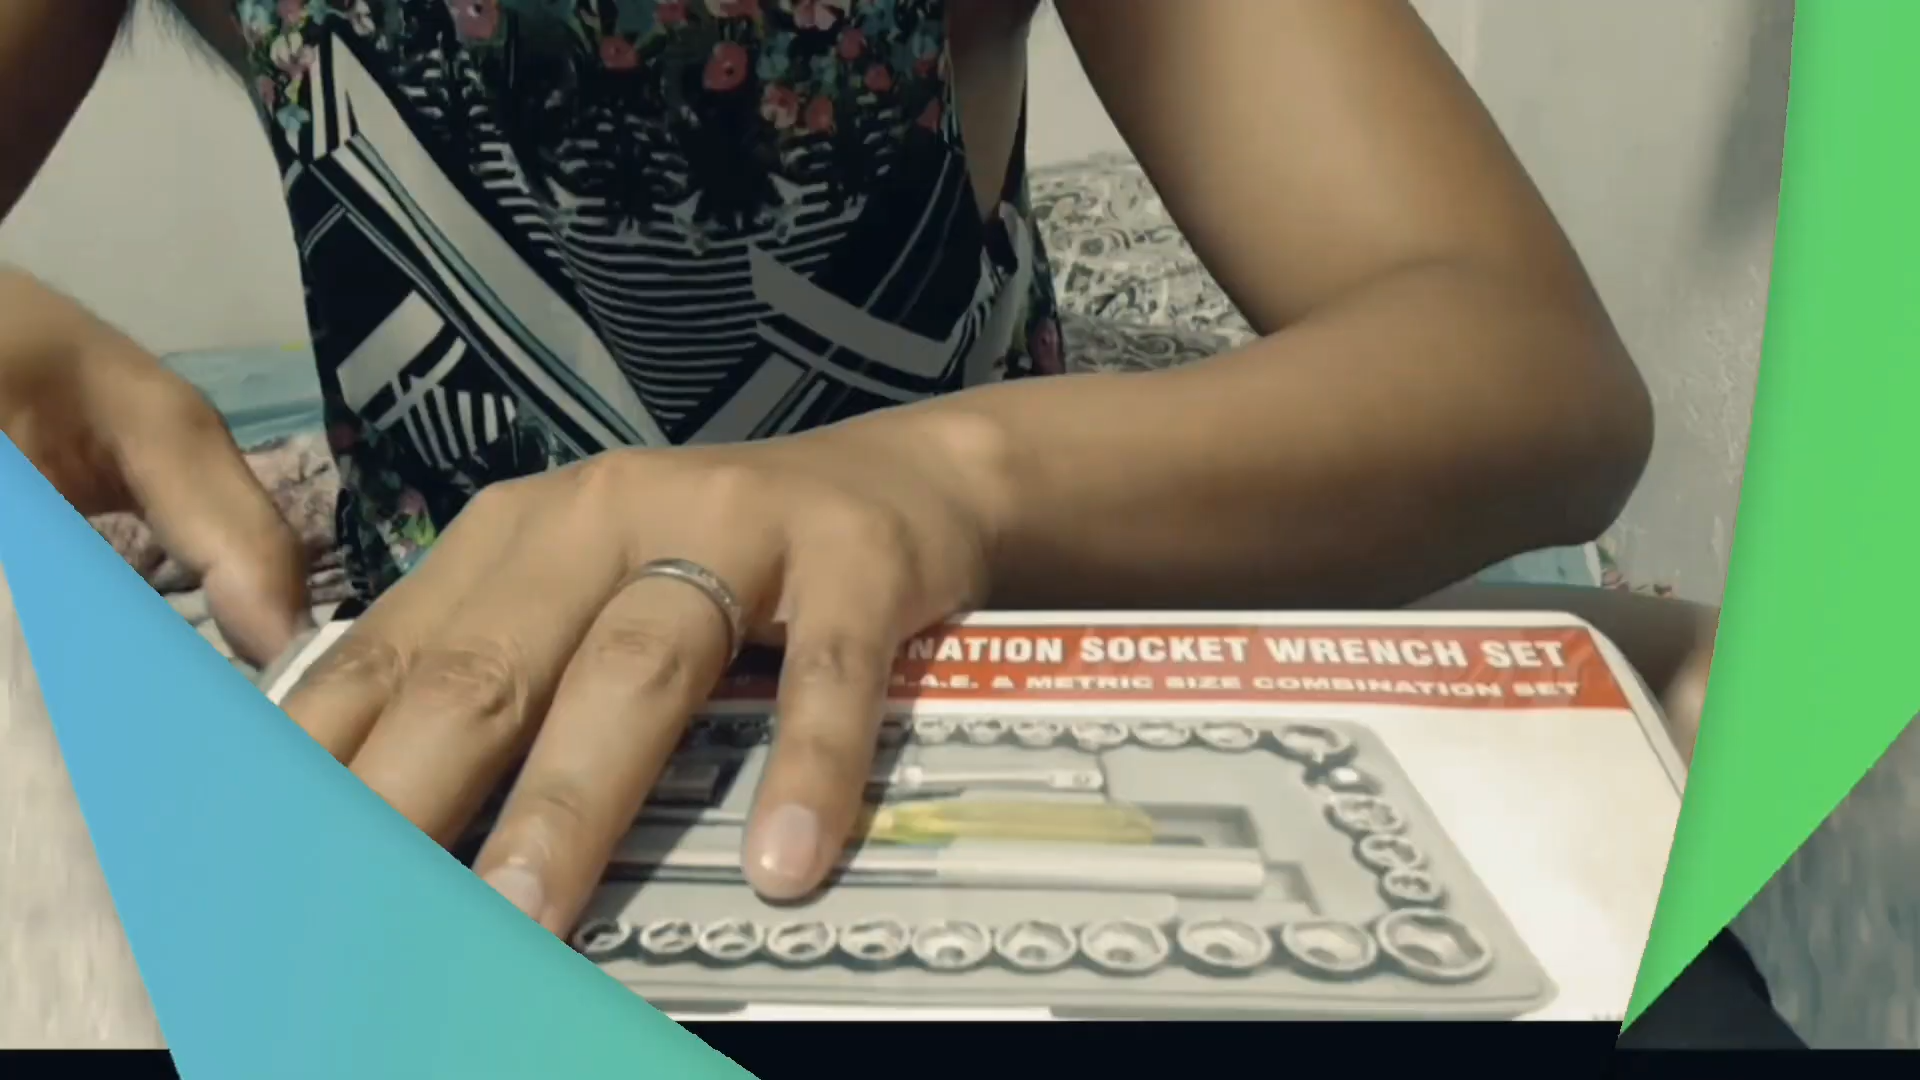 NATION SOCKET WRENCH SET
.A.E. & METRIC SIZE COMBINATION SET